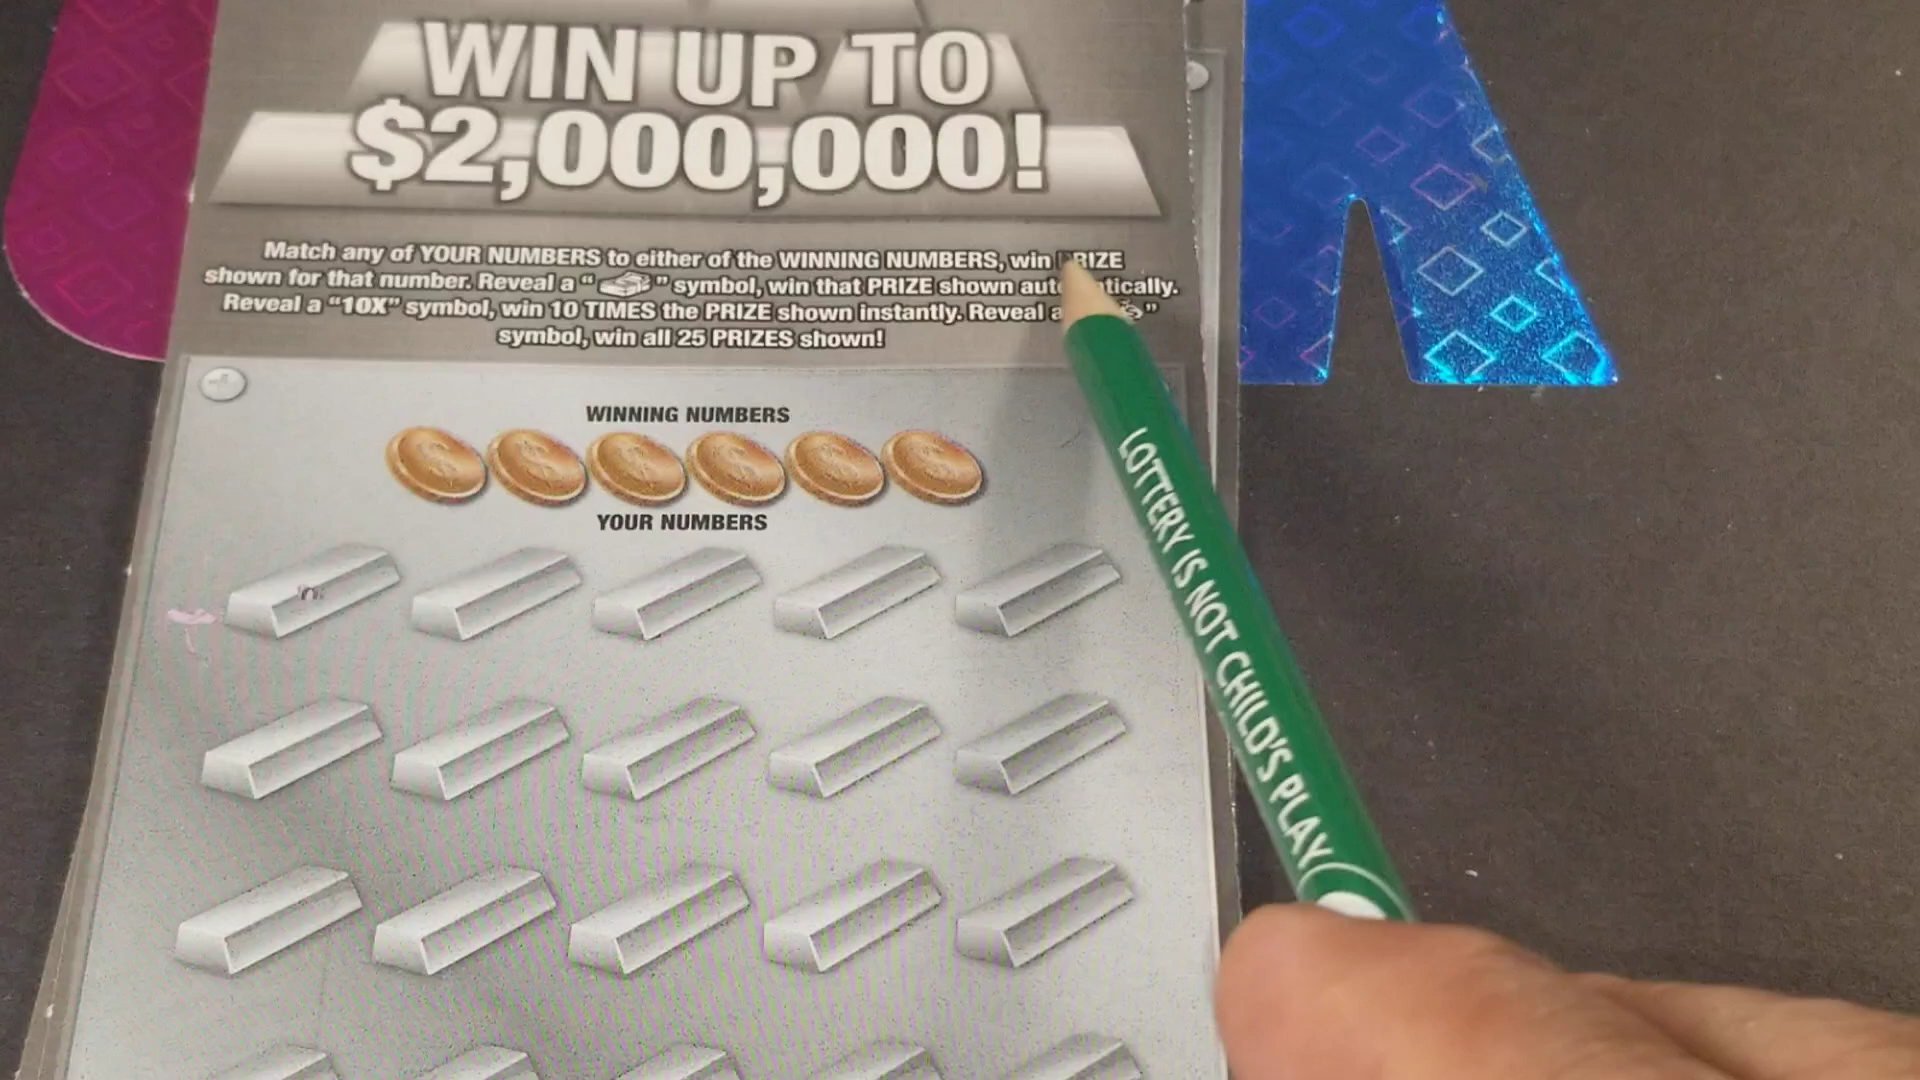 WIN UP TO
$2,000,000!
Match any of YOUR NUMBERS to either of the WINNING NUMBERS, win PRIZE
shown for that number. Reveal a " " symbol, win that PRIZE shown automatically.
Reveal a "10X" symbol, win 10 TIMES the PRIZE shown instantly. Reveal a " "
symbol, win all 25 PRIZES shown!
WINNING NUMBERS
YOUR NUMBERS
LOTTERY IS NOT CHILD'S PLAY